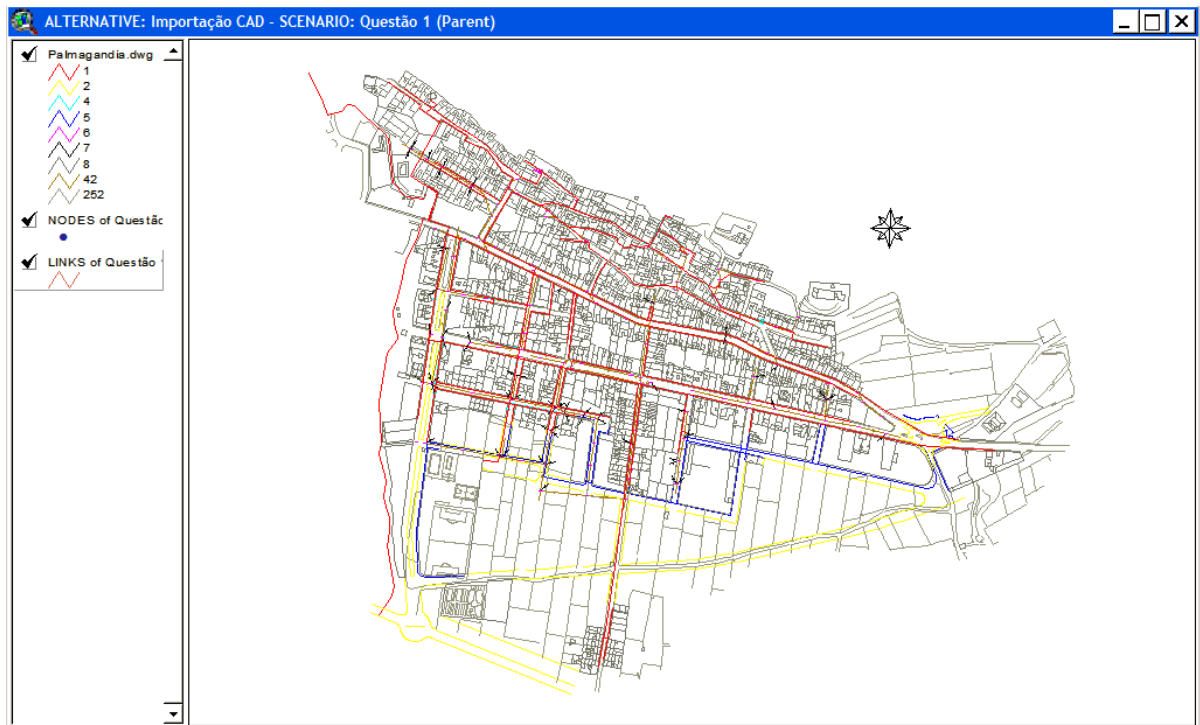 ALTERNATIVE: Importação CAD - SCENARIO: Questão 1 (Parent)
Palmagandia.dwg
1
2
4
5
6
7
8
42
252
NODES of Questão
LINKS of Questão